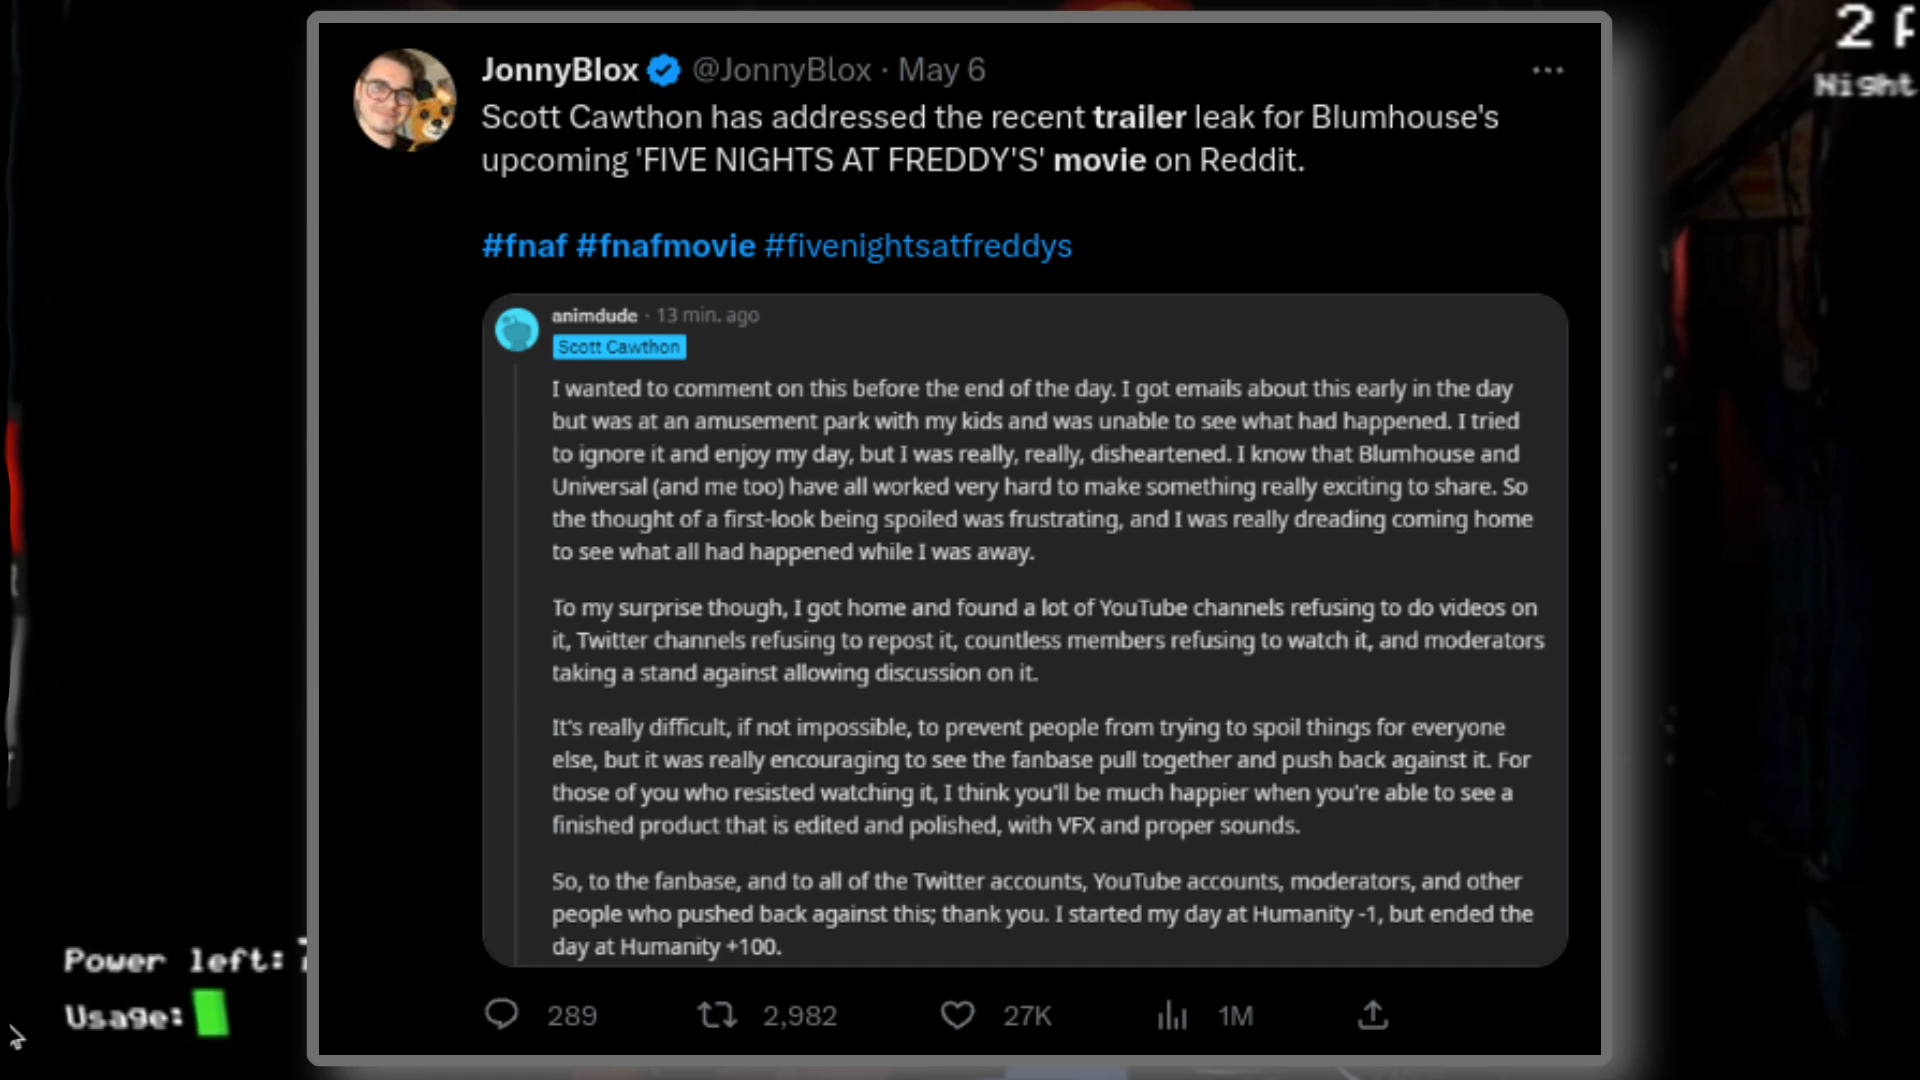 JonnyBlox @JonnyBlox · May 6
Scott Cawthon has addressed the recent trailer leak for Blumhouse's
upcoming 'FIVE NIGHTS AT FREDDY'S' movie on Reddit.
#fnaf #fnafmovie #fivenightsatfreddys
animdude · 13 min. ago
Scott Cawthon
I wanted to comment on this before the end of the day. I got emails about this early in the day
but was at an amusement park with my kids and was unable to see what had happened. I tried
to ignore it and enjoy my day, but I was really, really, disheartened. I know that Blumhouse and
Universal (and me too) have all worked very hard to make something really exciting to share. So
the thought of a first-look being spoiled was frustrating, and I was really dreading coming home
to see what all had happened while I was away.
To my surprise though, I got home and found a lot of YouTube channels refusing to do videos on
it, Twitter channels refusing to repost it, countless members refusing to watch it, and moderators
taking a stand against allowing discussion on it.
It's really difficult, if not impossible, to prevent people from trying to spoil things for everyone
else, but it was really encouraging to see the fanbase pull together and push back against it. For
those of you who resisted watching it, I think you'll be much happier when you're able to see a
finished product that is edited and polished, with VFX and proper sounds.
So, to the fanbase, and to all of the Twitter accounts, YouTube accounts, moderators, and other
people who pushed back against this; thank you. I started my day at Humanity -1, but ended the
day at Humanity +100.
289 2,982 27K 1M
2
Night
Power left:
Usage: